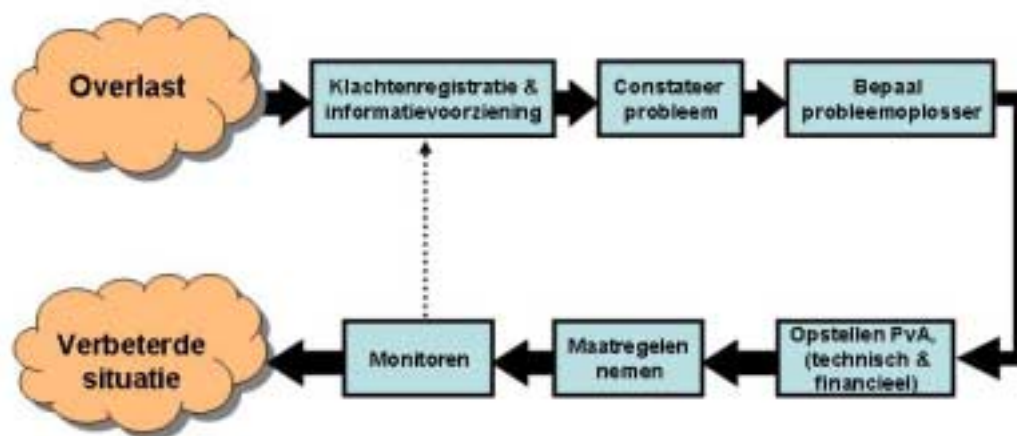 Overlast
Klachtenregistratie &
informatievoorziening
Constateer
probleem
Bepaal
probleemoplosser
Opstellen PvA,
(technisch &
financieel)
Maatregelen
nemen
Monitoren
Verbeterde
situatie